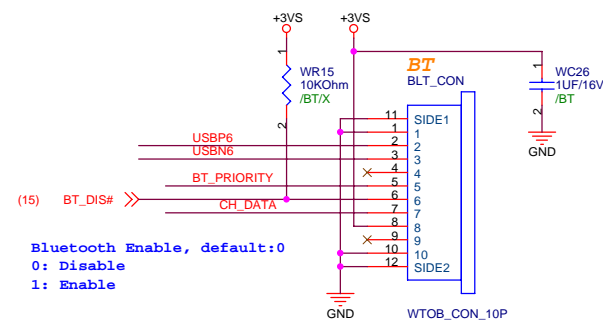 +3VS
+3VS
1
WR15
10KOhm
/BT/X
2
BT
BLT_CON
1
WC26
1UF/16V
/BT
2
GND
11 SIDE1
1 1
USBP6 2 2
USBN6 3 3
4 4
BT_PRIORITY 5 5
(15) BT_DIS# 6 6
CH_DATA 7 7
8 8
9 9
10 10
12 SIDE2
Bluetooth Enable, default:0
0: Disable
1: Enable
GND
WTOB_CON_10P